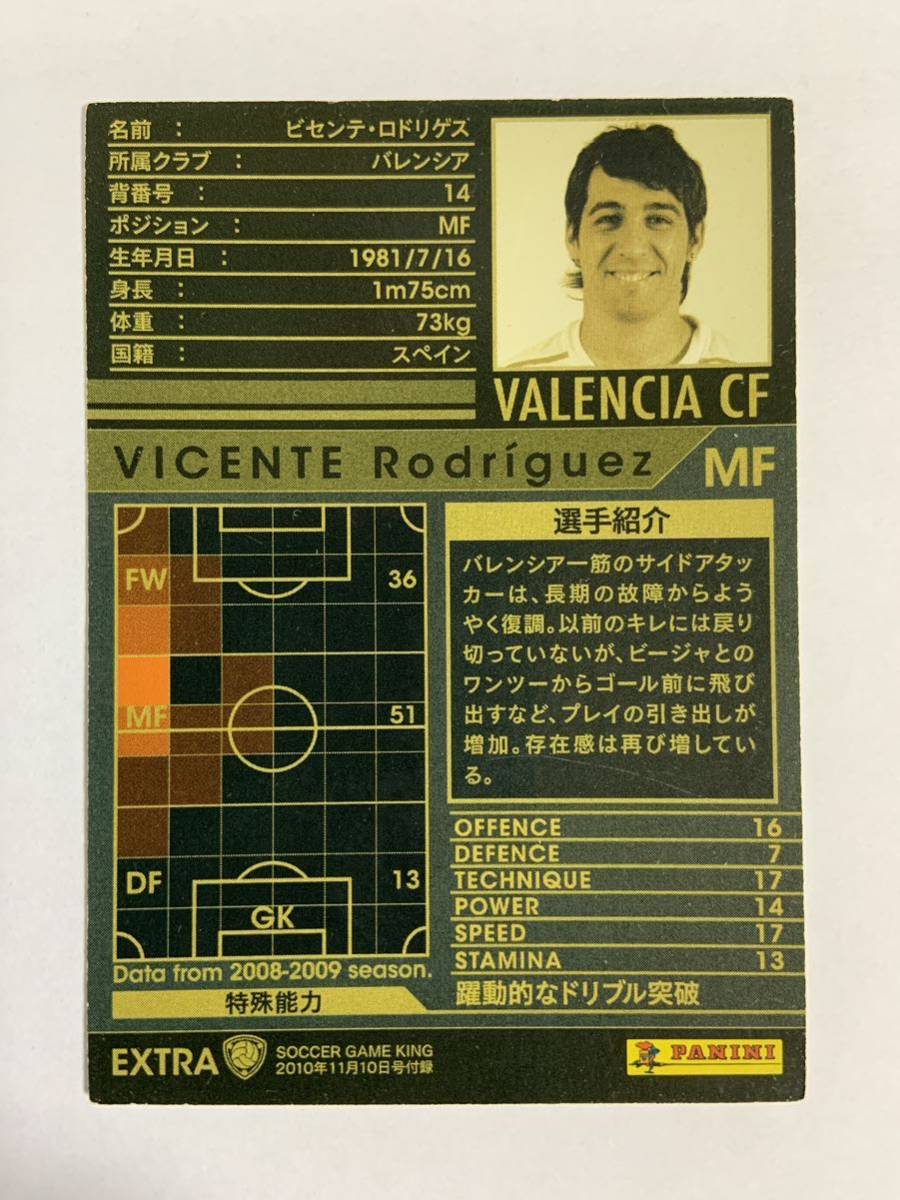 名前 : ビセンテ・ロドリゲス
所属クラブ : バレンシア
背番号 : 14
ポジション : MF
生年月日 : 1981/7/16
身長 : 1m75cm
体重 : 73kg
国籍 : スペイン
VALENCIA CF
VICENTE Rodríguez
MF
FW 36
MF 51
DF 13
GK
Data from 2008-2009 season.
特殊能力
選手紹介
バレンシア一筋のサイドアタッ
カーは、長期の故障からよう
やく復調。以前のキレには戻り
切っていないが、ビージャとの
ワンツーからゴール前に飛び
出すなど、プレイの引き出しが
増加。存在感は再び増してい
る。
OFFENCE 16
DEFENCE 7
TECHNIQUE 17
POWER 14
SPEED 17
STAMINA 13
躍動的なドリブル突破
EXTRA
SOCCER GAME KING
2010年11月10日号付録
PANINI